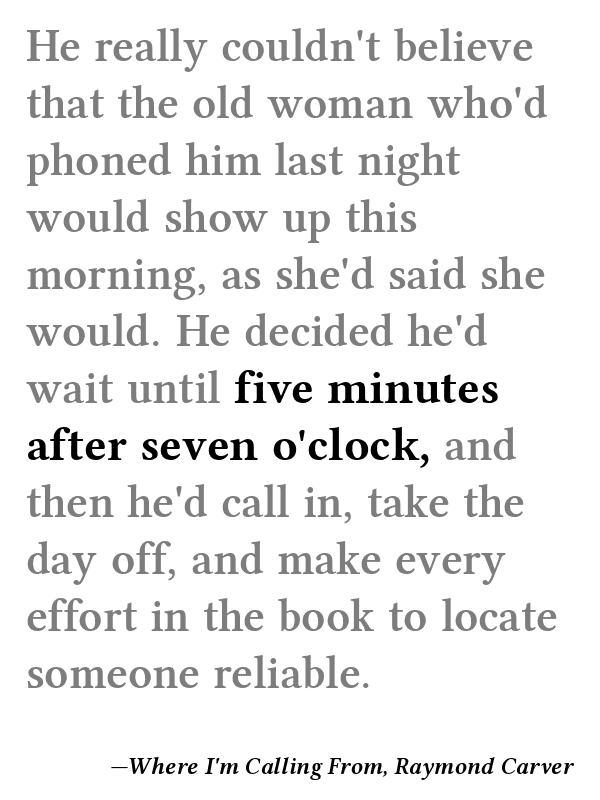 He really couldn't believe
that the old woman who'd
phoned him last night
would show up this
morning, as she'd said she
would. He decided he'd
wait until five minutes
after seven o'clock, and
then he'd call in, take the
day off, and make every
effort in the book to locate
someone reliable.
—Where I'm Calling From, Raymond Carver